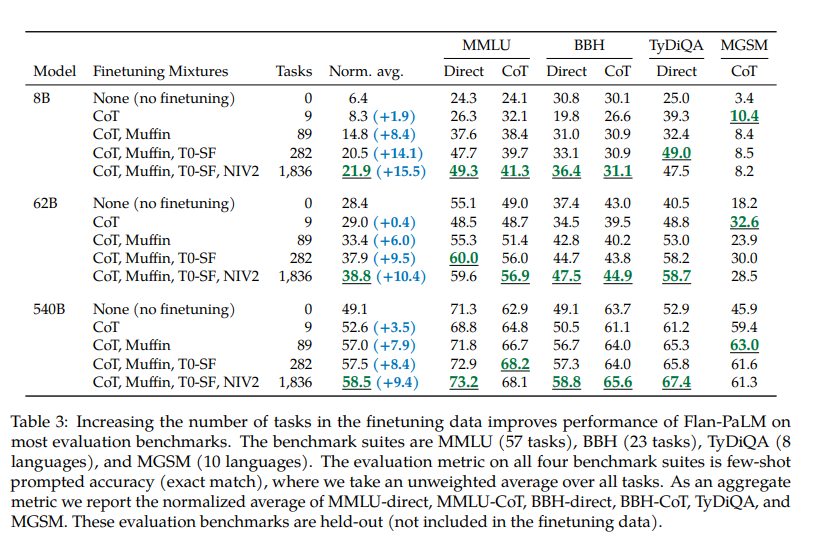 MMLU BBH TyDiQA MGSM
Model Finetuning Mixtures Tasks Norm. avg. Direct CoT Direct CoT Direct CoT
8B None (no finetuning) 0 6.4 24.3 24.1 30.8 30.1 25.0 3.4
CoT 9 8.3 (+1.9) 26.3 32.1 19.8 26.6 39.3 10.4
CoT, Muffin 89 14.8 (+8.4) 37.6 38.4 31.0 30.9 32.4 8.4
CoT, Muffin, T0-SF 282 20.5 (+14.1) 47.7 39.7 33.1 30.9 49.0 8.5
CoT, Muffin, T0-SF, NIV2 1,836 21.9 (+15.5) 49.3 41.3 36.4 31.1 47.5 8.2
62B None (no finetuning) 0 28.4 55.1 49.0 37.4 43.0 40.5 18.2
CoT 9 29.0 (+0.4) 48.5 48.7 34.5 39.5 48.8 32.6
CoT, Muffin 89 33.4 (+6.0) 55.3 51.4 42.8 40.2 53.0 23.9
CoT, Muffin, T0-SF 282 37.9 (+9.5) 60.0 56.0 44.7 43.8 58.2 30.0
CoT, Muffin, T0-SF, NIV2 1,836 38.8 (+10.4) 59.6 56.9 47.5 44.9 58.7 28.5
540B None (no finetuning) 0 49.1 71.3 62.9 49.1 63.7 52.9 45.9
CoT 9 52.6 (+3.5) 68.8 64.8 50.5 61.1 61.2 59.4
CoT, Muffin 89 57.0 (+7.9) 71.8 66.7 56.7 64.0 65.3 63.0
CoT, Muffin, T0-SF 282 57.5 (+8.4) 72.9 68.2 57.3 64.0 65.8 61.6
CoT, Muffin, T0-SF, NIV2 1,836 58.5 (+9.4) 73.2 68.1 58.8 65.6 67.4 61.3
Table 3: Increasing the number of tasks in the finetuning data improves performance of Flan-PaLM on
most evaluation benchmarks. The benchmark suites are MMLU (57 tasks), BBH (23 tasks), TyDiQA (8
languages), and MGSM (10 languages). The evaluation metric on all four benchmark suites is few-shot
prompted accuracy (exact match), where we take an unweighted average over all tasks. As an aggregate
metric we report the normalized average of MMLU-direct, MMLU-CoT, BBH-direct, BBH-CoT, TyDiQA, and
MGSM. These evaluation benchmarks are held-out (not included in the finetuning data).